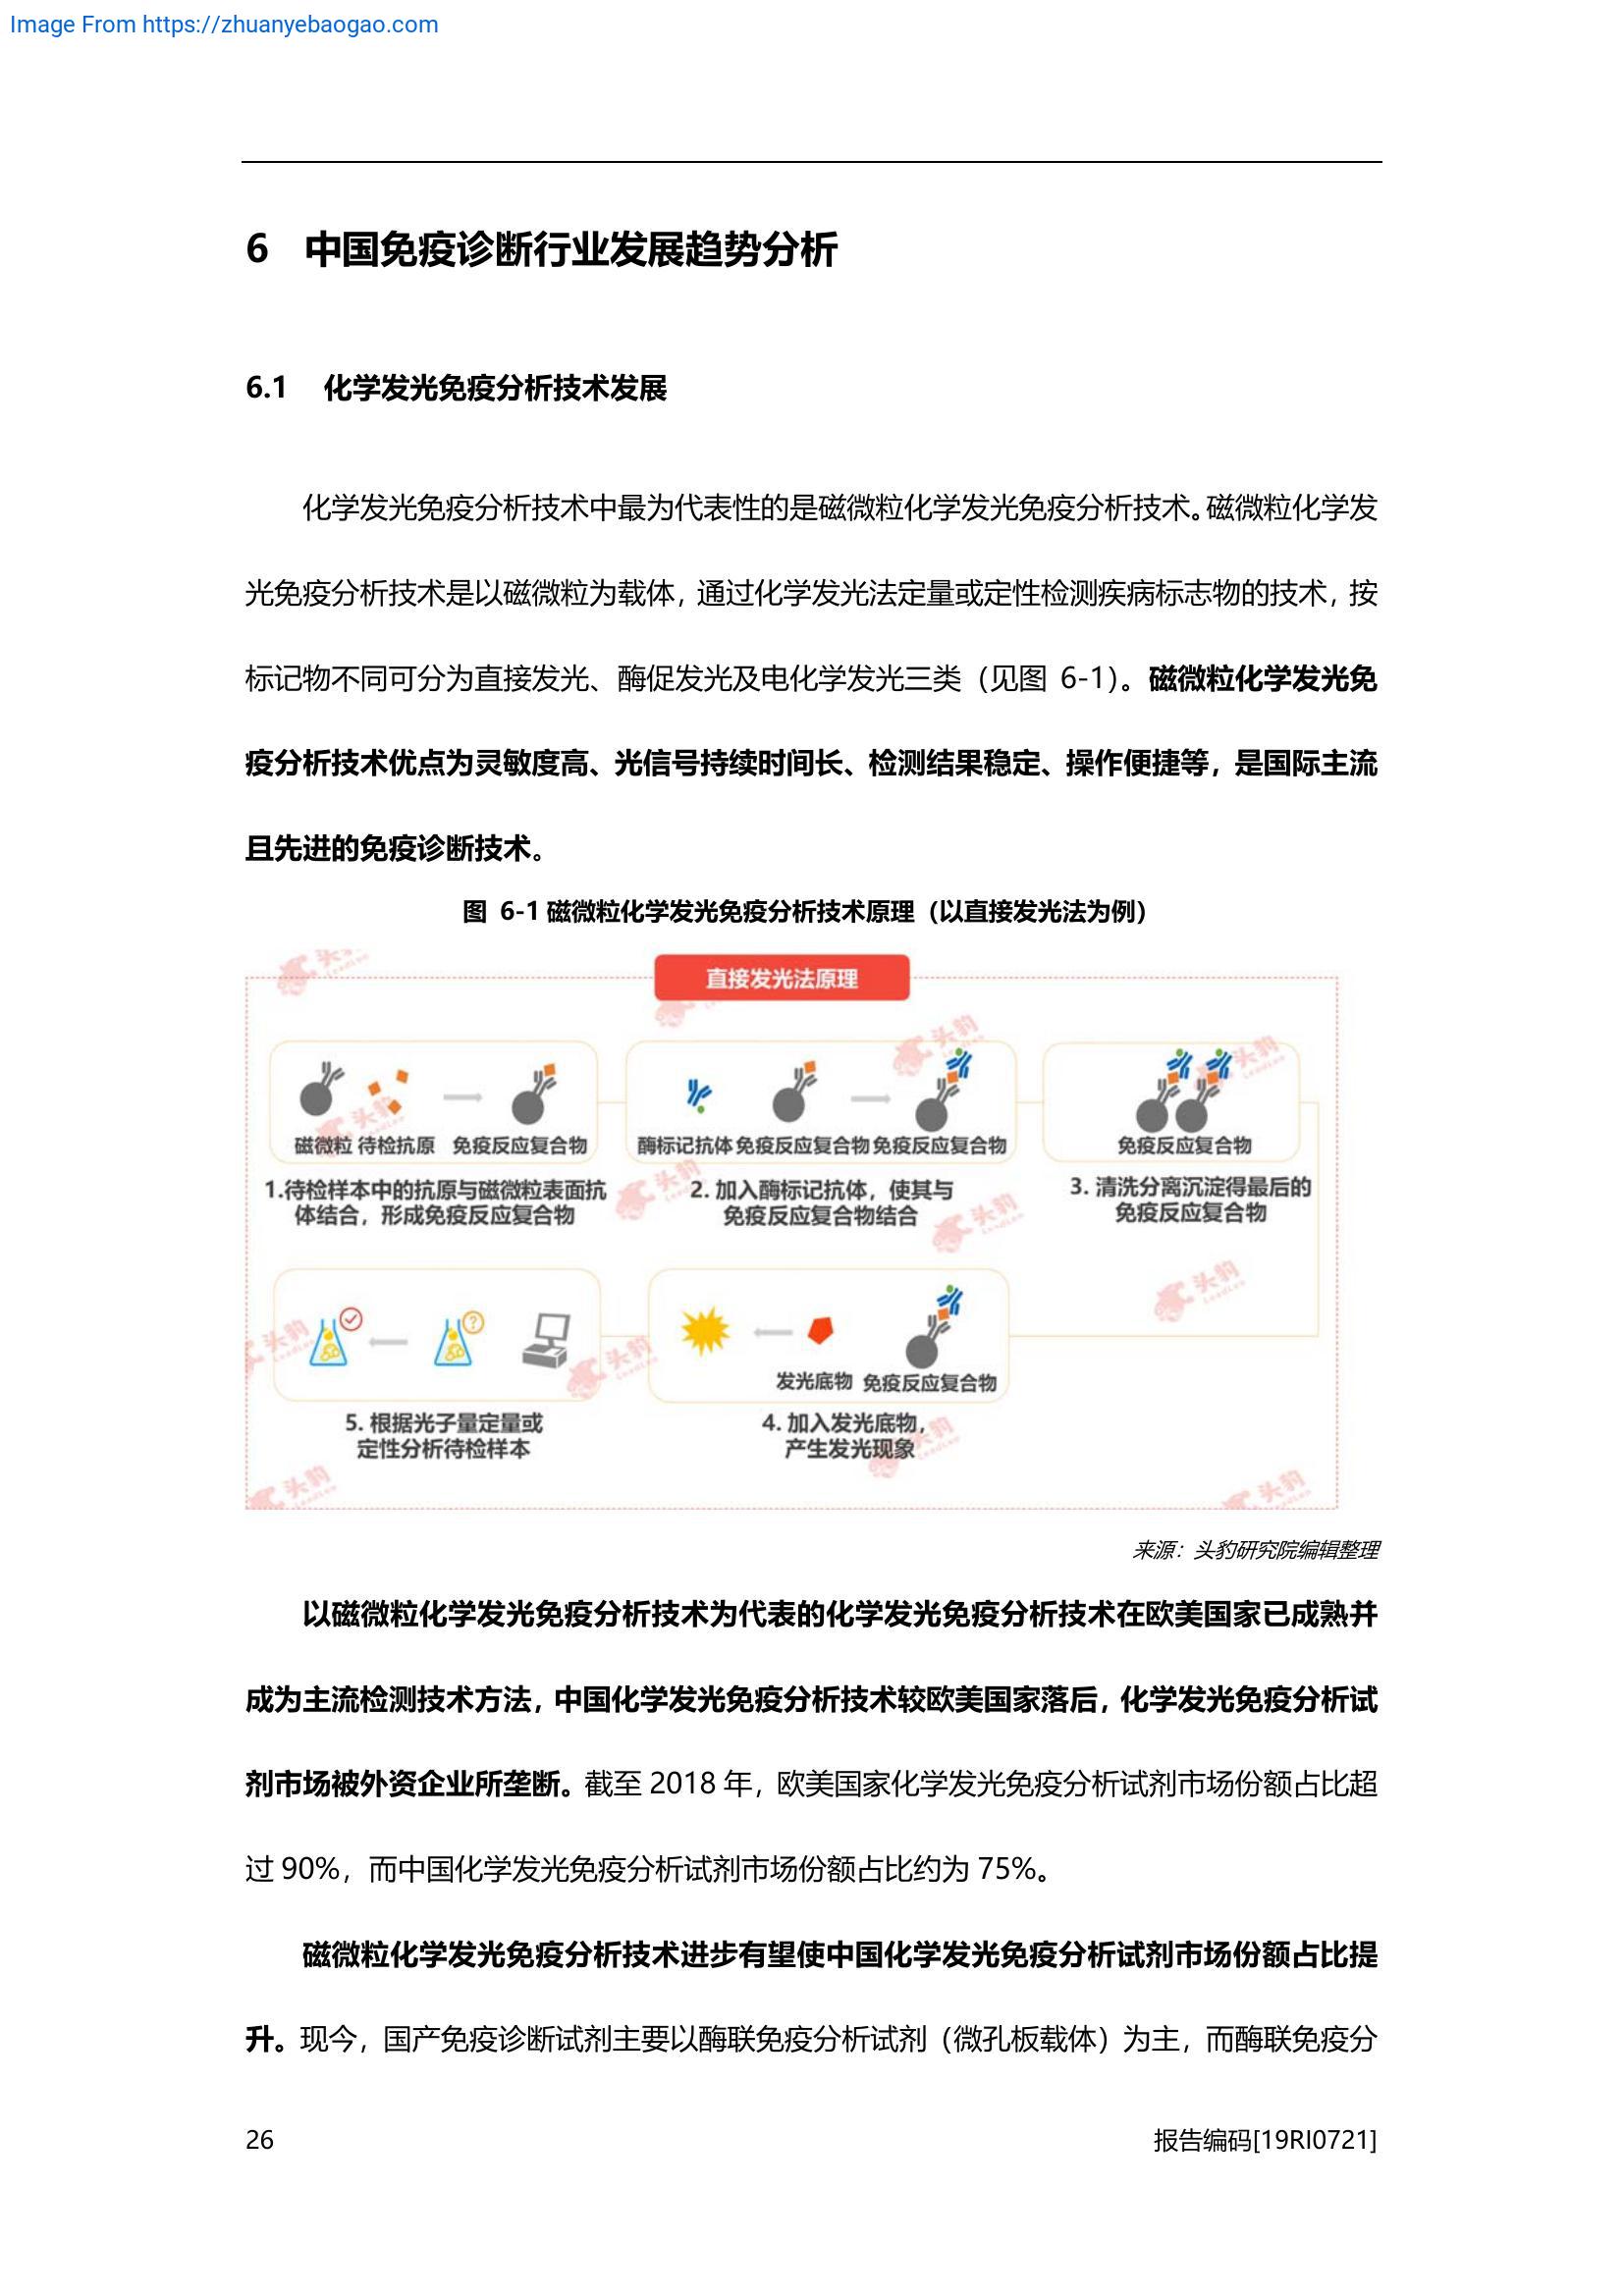 Image From https://zhuanyebaogao.com
6 中国免疫诊断行业发展趋势分析
6.1 化学发光免疫分析技术发展
化学发光免疫分析技术中最为代表性的是磁微粒化学发光免疫分析技术。磁微粒化学发
光免疫分析技术是以磁微粒为载体，通过化学发光法定量或定性检测疾病标志物的技术，按
标记物不同可分为直接发光、酶促发光及电化学发光三类（见图 6-1）。磁微粒化学发光免
疫分析技术优点为灵敏度高、光信号持续时间长、检测结果稳定、操作便捷等，是国际主流
且先进的免疫诊断技术。
图 6-1 磁微粒化学发光免疫分析技术原理（以直接发光法为例）
直接发光法原理
磁微粒 待检抗原 免疫反应复合物
酶标记抗体 免疫反应复合物 免疫反应复合物
免疫反应复合物
1.待检样本中的抗原与磁微粒表面抗
体结合，形成免疫反应复合物
2. 加入酶标记抗体，使其与
免疫反应复合物结合
3. 清洗分离沉淀得最后的
免疫反应复合物
发光底物 免疫反应复合物
5. 根据光子量定量或
定性分析待检样本
4. 加入发光底物，
产生发光现象
头豹
LeadLeo
来源：头豹研究院编辑整理
以磁微粒化学发光免疫分析技术为代表的化学发光免疫分析技术在欧美国家已成熟并
成为主流检测技术方法，中国化学发光免疫分析技术较欧美国家落后，化学发光免疫分析试
剂市场被外资企业所垄断。截至 2018 年，欧美国家化学发光免疫分析试剂市场份额占比超
过 90%，而中国化学发光免疫分析试剂市场份额占比约为 75%。
磁微粒化学发光免疫分析技术进步有望使中国化学发光免疫分析试剂市场份额占比提
升。现今，国产免疫诊断试剂主要以酶联免疫分析试剂（微孔板载体）为主，而酶联免疫分
26
报告编码[19RI0721]